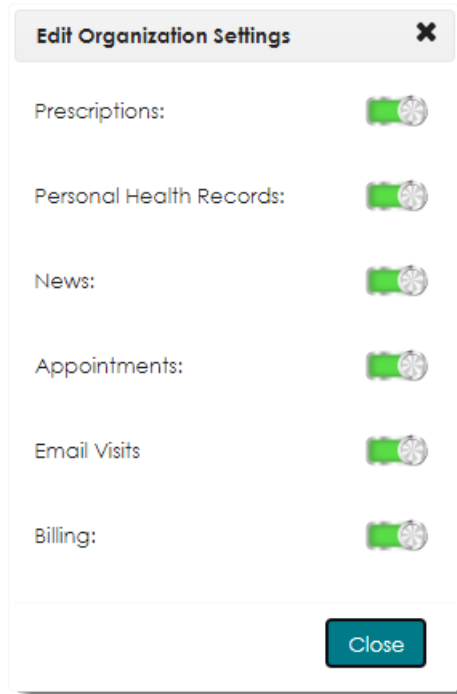 Edit Organization Settings
Prescriptions:
Personal Health Records:
News:
Appointments:
Email Visits
Billing:
Close